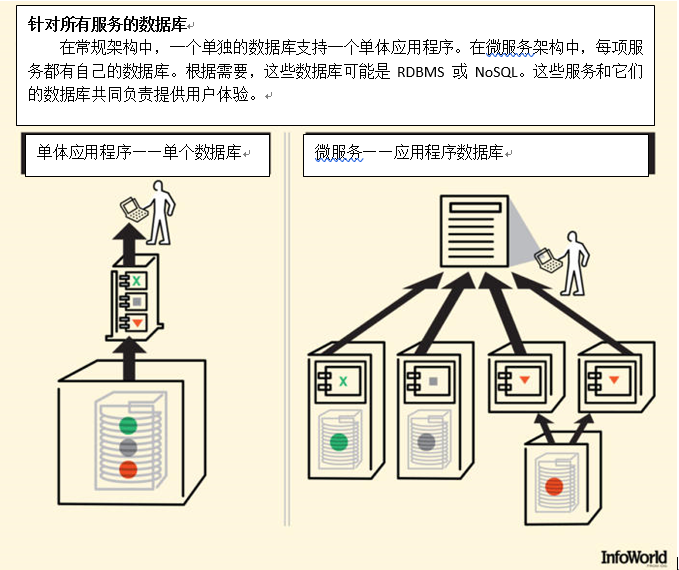 针对所有服务的数据库
在常规架构中，一个单独的数据库支持一个单体应用程序。在微服务架构中，每项服
务都有自己的数据库。根据需要，这些数据库可能是 RDBMS 或 NoSQL。这些服务和它们
的数据库共同负责提供用户体验。
单体应用程序——单个数据库
微服务——应用程序数据库
X
X
InfoWorld